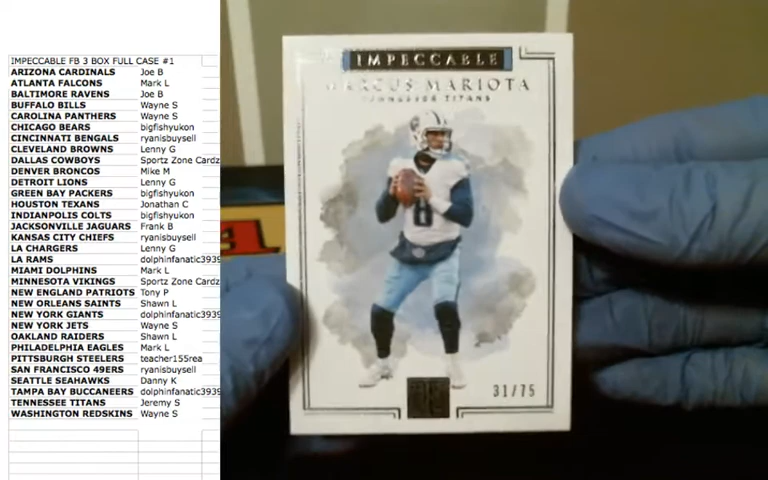 IMPECCABLE FB 3 BOX FULL CASE #1
ARIZONA CARDINALS Joe B
ATLANTA FALCONS Mark L
BALTIMORE RAVENS Joe B
BUFFALO BILLS Wayne S
CAROLINA PANTHERS Wayne S
CHICAGO BEARS bigfishyukon
CINCINNATI BENGALS ryanisbuysell
CLEVELAND BROWNS Lenny G
DALLAS COWBOYS Sportz Zone Cardz
DENVER BRONCOS Mike M
DETROIT LIONS Lenny G
GREEN BAY PACKERS bigfishyukon
HOUSTON TEXANS Jonathan C
INDIANPOLIS COLTS bigfishyukon
JACKSONVILLE JAGUARS Frank B
KANSAS CITY CHIEFS ryanisbuysell
LA CHARGERS Lenny G
LA RAMS dolphinfanatic3939
MIAMI DOLPHINS Mark L
MINNESOTA VIKINGS Sportz Zone Cardz
NEW ENGLAND PATRIOTS Tony P
NEW ORLEANS SAINTS Shawn L
NEW YORK GIANTS dolphinfanatic3939
NEW YORK JETS Wayne S
OAKLAND RAIDERS Shawn L
PHILADELPHIA EAGLES Mark L
PITTSBURGH STEELERS teacher155rea
SAN FRANCISCO 49ERS ryanisbuysell
SEATTLE SEAHAWKS Danny K
TAMPA BAY BUCCANEERS dolphinfanatic3939
TENNESSEE TITANS Jeremy S
WASHINGTON REDSKINS Wayne S
IMPECCABLE
MARCUS MARIOTA
TENNESSEE TITANS
8
31/75